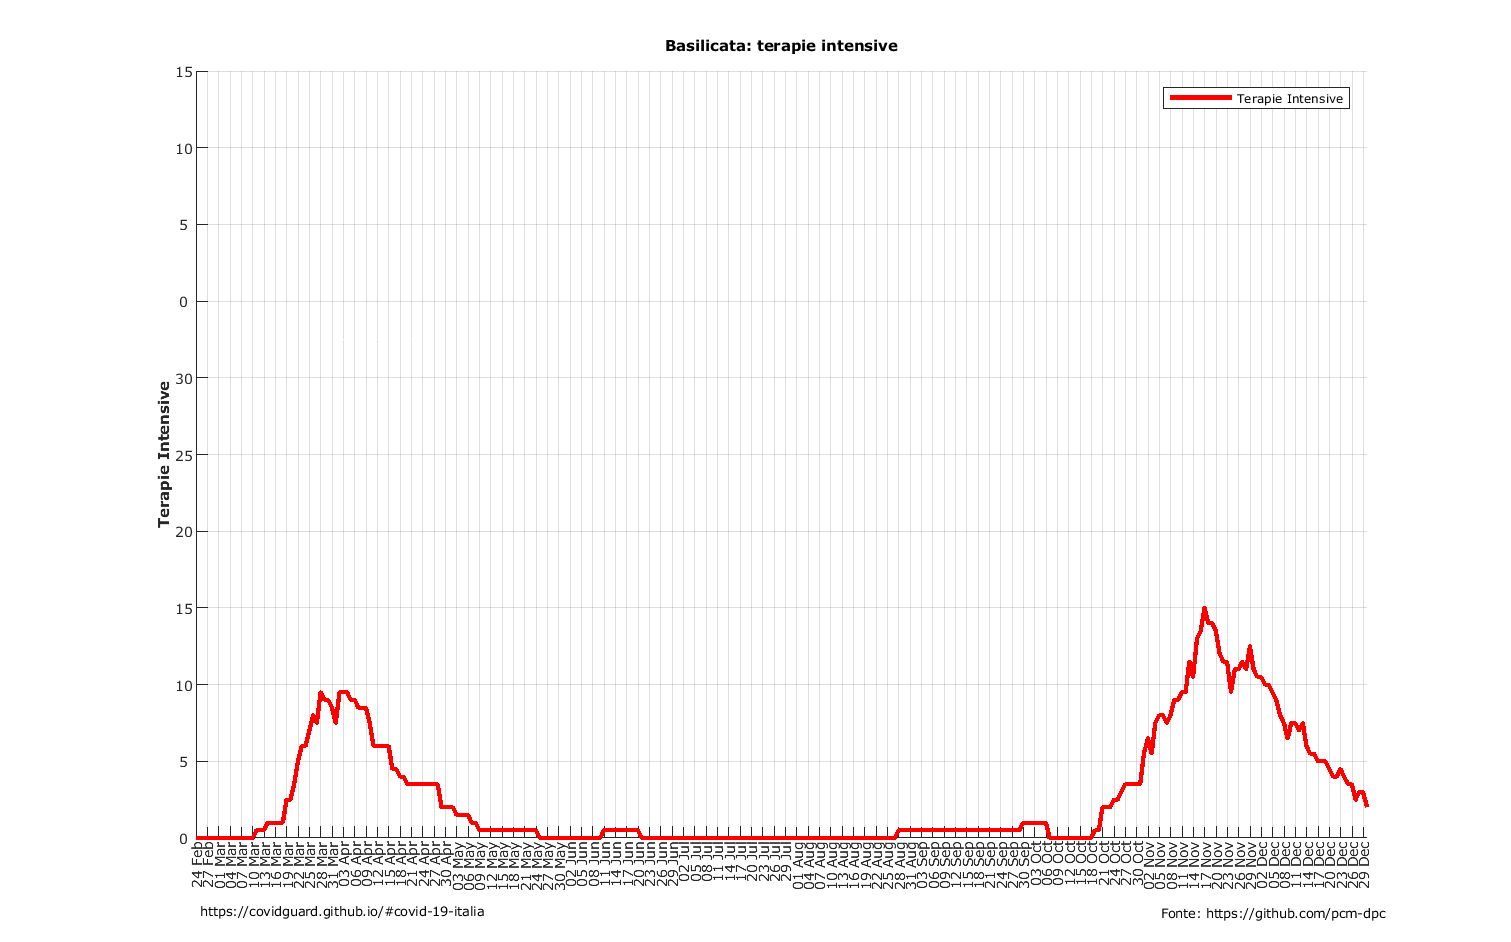 Basilicata: terapie intensive
Terapie Intensive
15
10
5
0
30
25
20
15
10
5
0
Terapie Intensive
24 Feb
27 Feb
01 Mar
04 Mar
07 Mar
10 Mar
13 Mar
16 Mar
19 Mar
22 Mar
25 Mar
28 Mar
31 Mar
03 Apr
06 Apr
09 Apr
12 Apr
15 Apr
18 Apr
21 Apr
24 Apr
27 Apr
30 Apr
03 May
06 May
09 May
12 May
15 May
18 May
21 May
24 May
27 May
30 May
02 Jun
05 Jun
08 Jun
11 Jun
14 Jun
17 Jun
20 Jun
23 Jun
26 Jun
29 Jun
02 Jul
05 Jul
08 Jul
11 Jul
14 Jul
17 Jul
20 Jul
23 Jul
26 Jul
29 Jul
01 Aug
04 Aug
07 Aug
10 Aug
13 Aug
16 Aug
19 Aug
22 Aug
25 Aug
28 Aug
31 Aug
03 Sep
06 Sep
09 Sep
12 Sep
15 Sep
18 Sep
21 Sep
24 Sep
27 Sep
30 Sep
03 Oct
06 Oct
09 Oct
12 Oct
15 Oct
18 Oct
21 Oct
24 Oct
27 Oct
30 Oct
02 Nov
05 Nov
08 Nov
11 Nov
14 Nov
17 Nov
20 Nov
23 Nov
26 Nov
29 Nov
02 Dec
05 Dec
08 Dec
11 Dec
14 Dec
17 Dec
20 Dec
23 Dec
26 Dec
29 Dec
https://covidguard.github.io/#covid-19-italia
Fonte: https://github.com/pcm-dpc